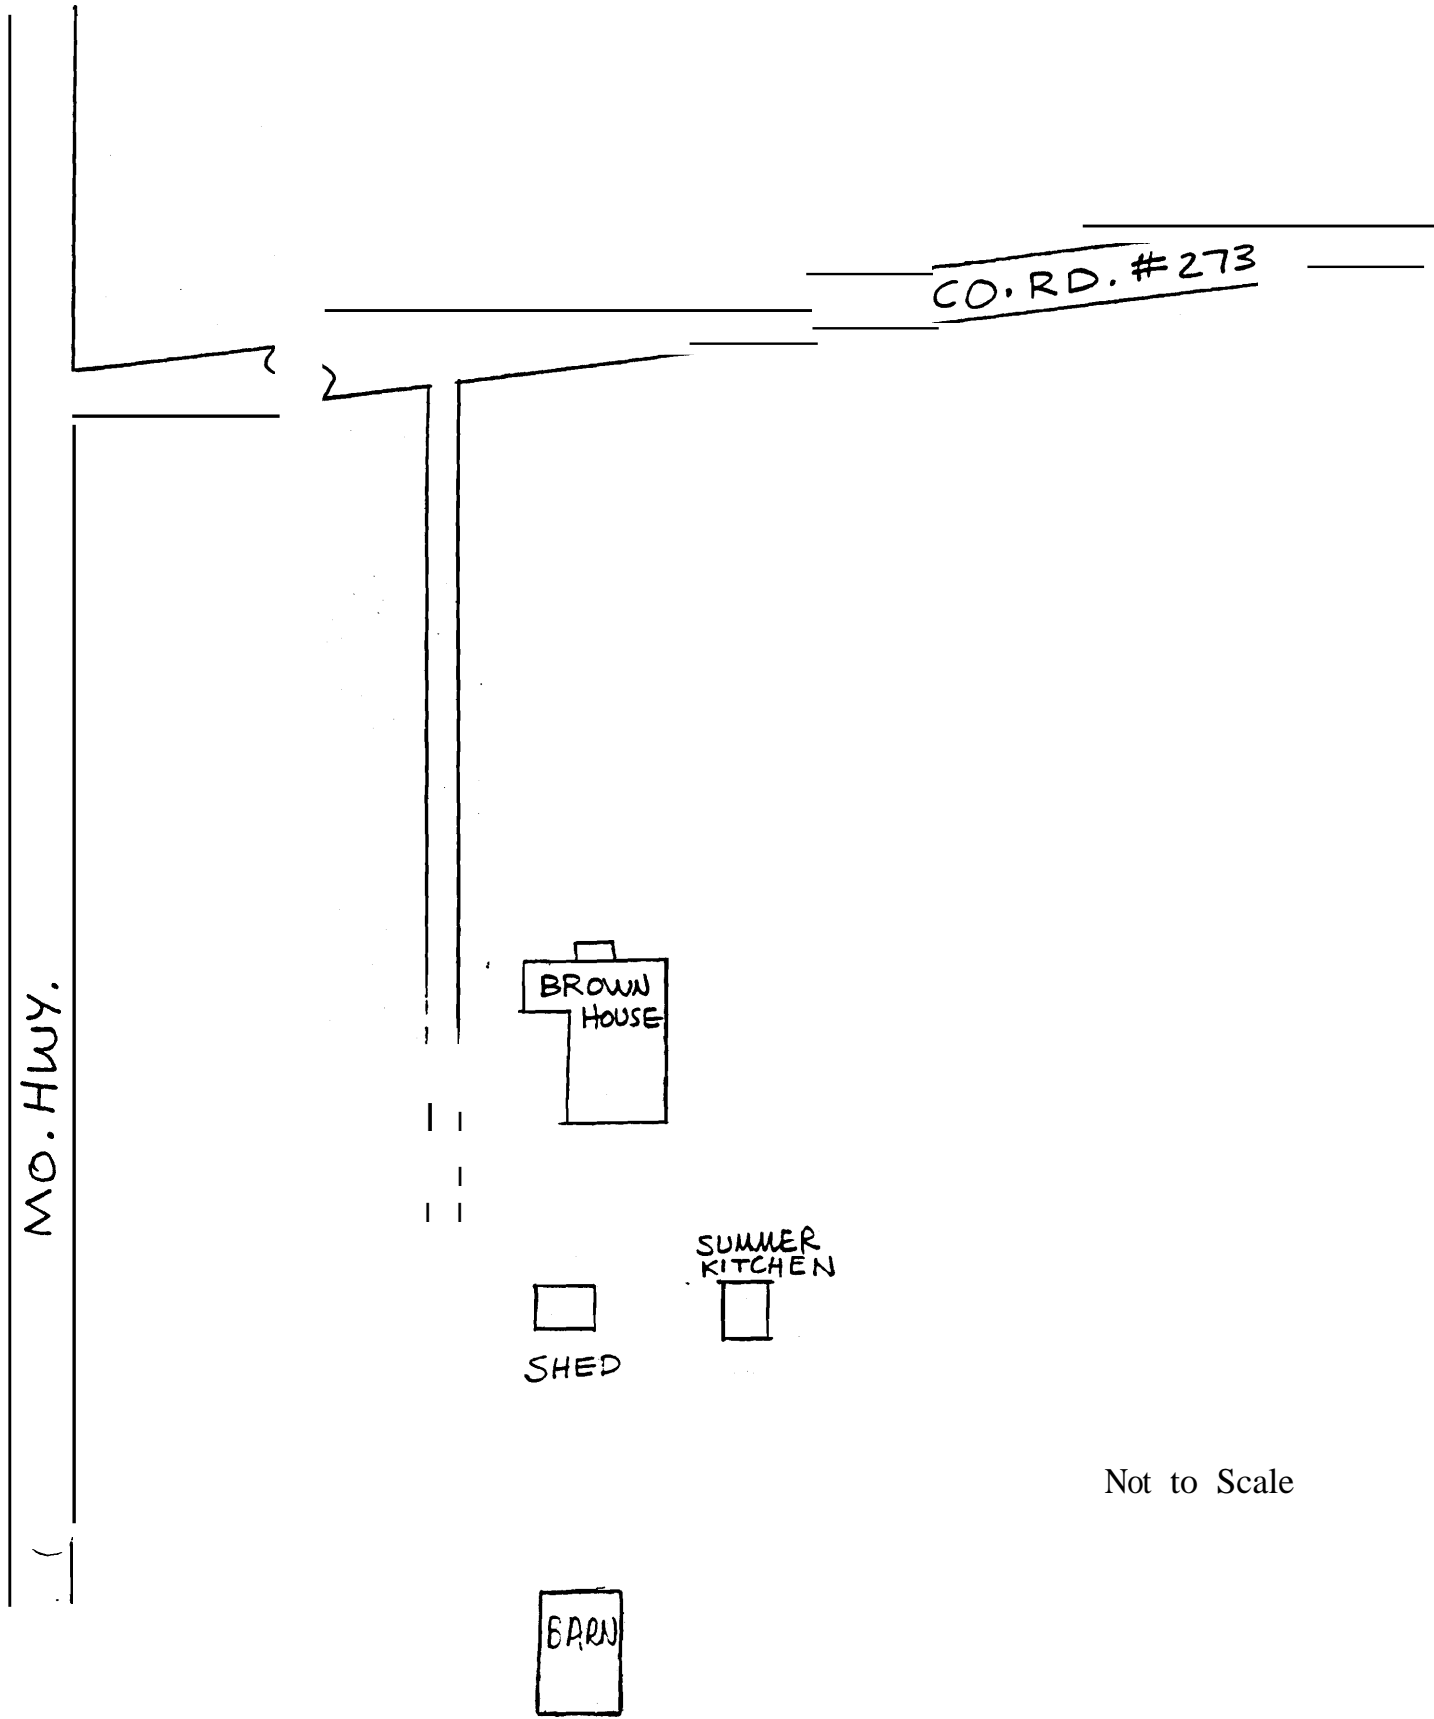 CO. RD. #273
BROWN
HOUSE
MO. HWY.
SUMMER
KITCHEN
SHED
Not to Scale
BARN